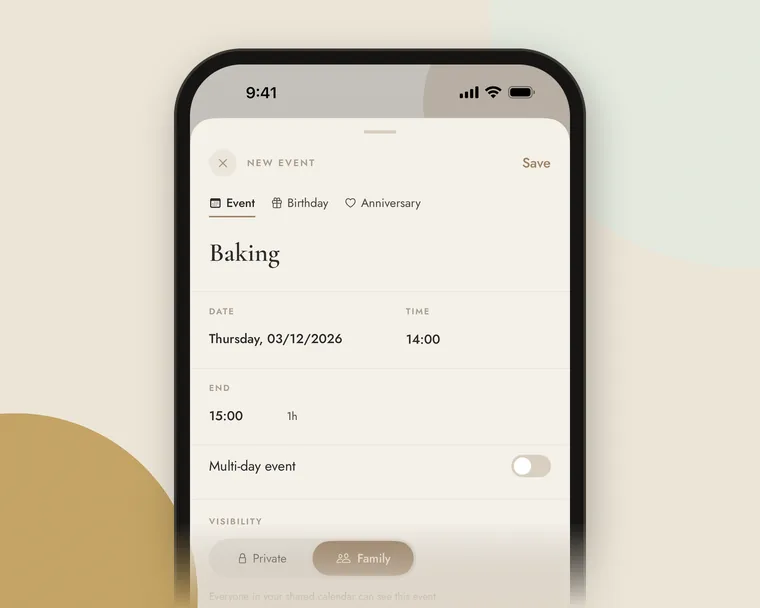 9:41
NEW EVENT
Save
Event Birthday Anniversary
Baking
DATE TIME
Thursday, 03/12/2026 14:00
END
15:00 1h
Multi-day event
VISIBILITY
Private Family
Everyone in your shared calendar can see this event